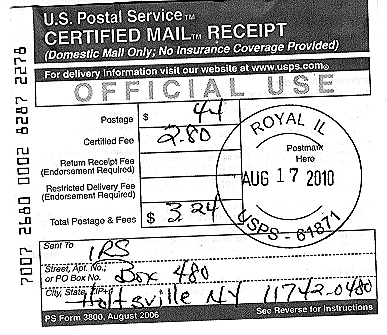 U.S. Postal Service™
CERTIFIED MAIL™ RECEIPT
(Domestic Mail Only; No Insurance Coverage Provided)
For delivery information visit our website at www.usps.com®
OFFICIAL USE
Postage $ 44
Certified Fee 2.80
Return Receipt Fee
(Endorsement Required)
Restricted Delivery Fee
(Endorsement Required)
Total Postage & Fees $ 3.24
ROYAL IL
Postmark
Here
AUG 17 2010
USPS - 61871
7007 2680 0002 8287 2278
Sent To IRS
Street, Apt. No.;
or PO Box No. Box 480
City, State, ZIP+4 Holtsville NY 11742-0480
PS Form 3800, August 2006 See Reverse for Instructions